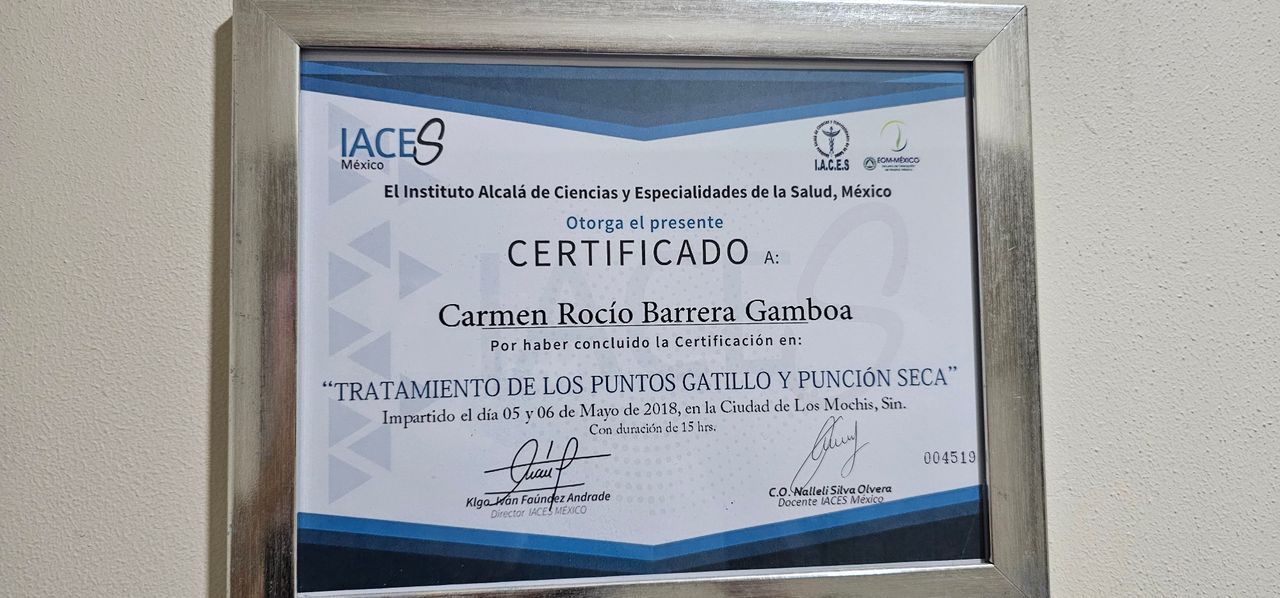 IACES
México
I.A.C.E.S
EOM-MÉXICO
El Instituto Alcalá de Ciencias y Especialidades de la Salud, México
Otorga el presente
CERTIFICADO A:
Carmen Rocío Barrera Gamboa
Por haber concluido la Certificación en:
“TRATAMIENTO DE LOS PUNTOS GATILLO Y PUNCIÓN SECA”
Impartido el día 05 y 06 de Mayo de 2018, en la Ciudad de Los Mochis, Sin.
Con duración de 15 hrs.
004519
Klgo. Iván Faúndez Andrade
Director IACES MÉXICO
C.O. Nalleli Silva Olvera
Docente IACES México